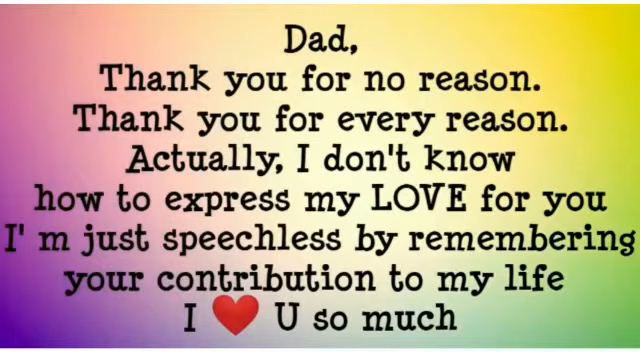 Dad,
Thank you for no reason.
Thank you for every reason.
Actually, I don't know
how to express my LOVE for you
I' m just speechless by remembering
your contribution to my life
I ❤️ U so much